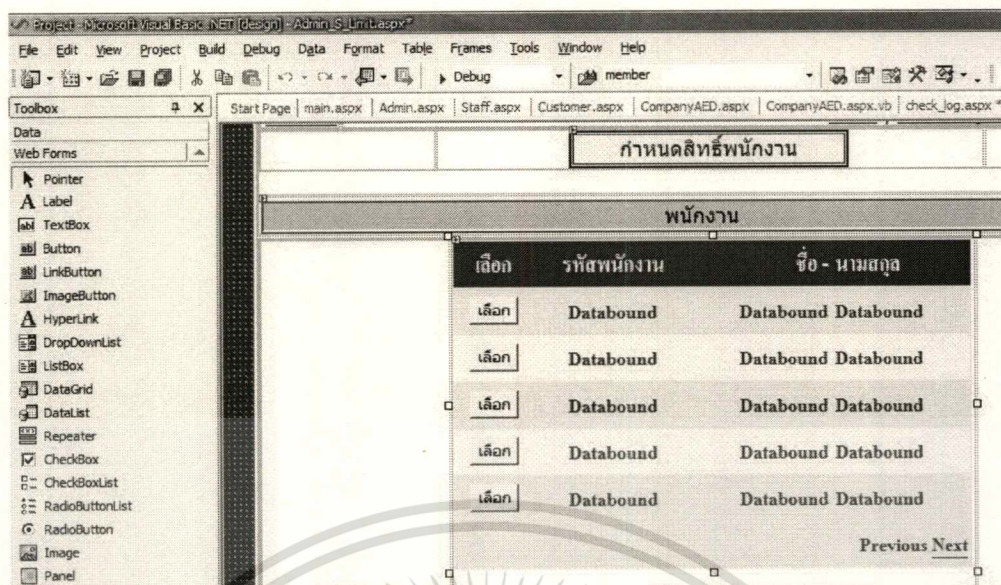 Project - Microsoft Visual Basic .NET [design] - Admin_S_Limit.aspx*
File Edit View Project Build Debug Data Format Table Frames Tools Window Help
Debug member
Toolbox
Start Page main.aspx Admin.aspx Staff.aspx Customer.aspx CompanyAED.aspx CompanyAED.aspx.vb check_log.aspx
Data
Web Forms
Pointer
Label
TextBox
Button
LinkButton
ImageButton
HyperLink
DropDownList
ListBox
DataGrid
DataList
Repeater
CheckBox
CheckBoxList
RadioButtonList
RadioButton
Image
Panel
กำหนดสิทธิ์พนักงาน
พนักงาน
เลือก รหัสพนักงาน ชื่อ - นามสกุล
เลือก Databound Databound Databound
เลือก Databound Databound Databound
เลือก Databound Databound Databound
เลือก Databound Databound Databound
เลือก Databound Databound Databound
Previous Next